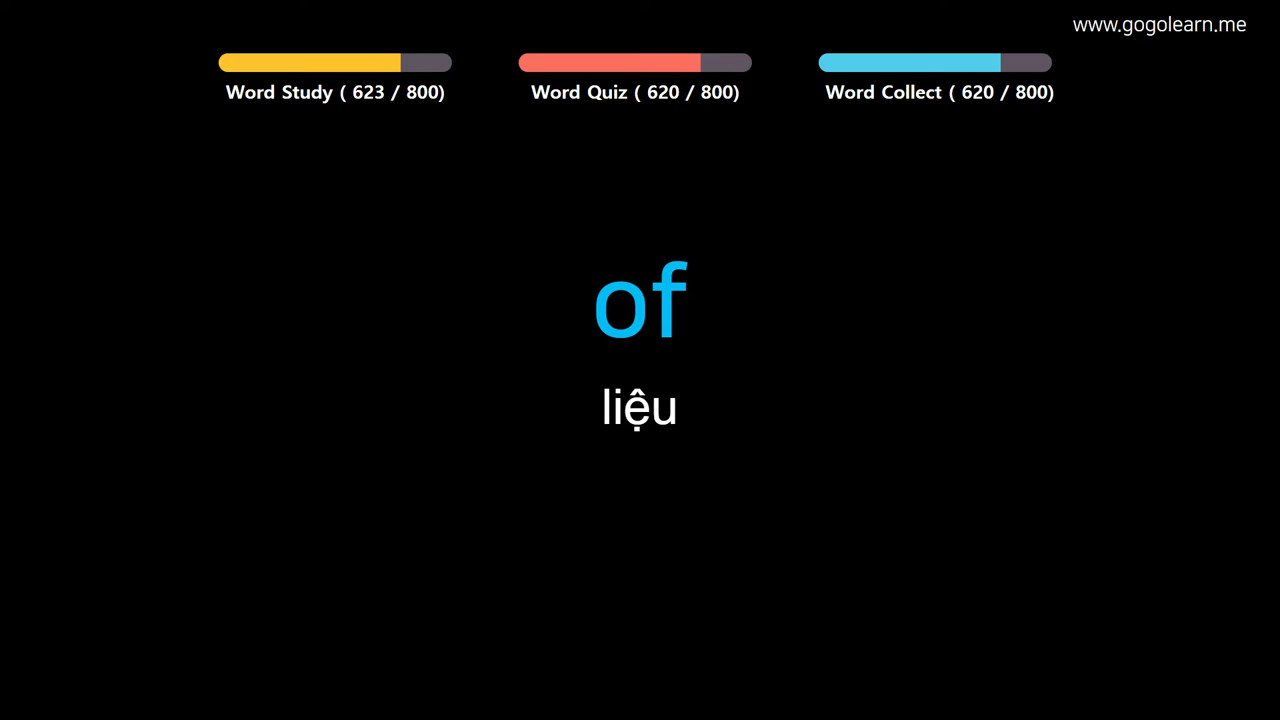 www.gogolearn.me
Word Study ( 623 / 800)
Word Quiz ( 620 / 800)
Word Collect ( 620 / 800)
of
liệu